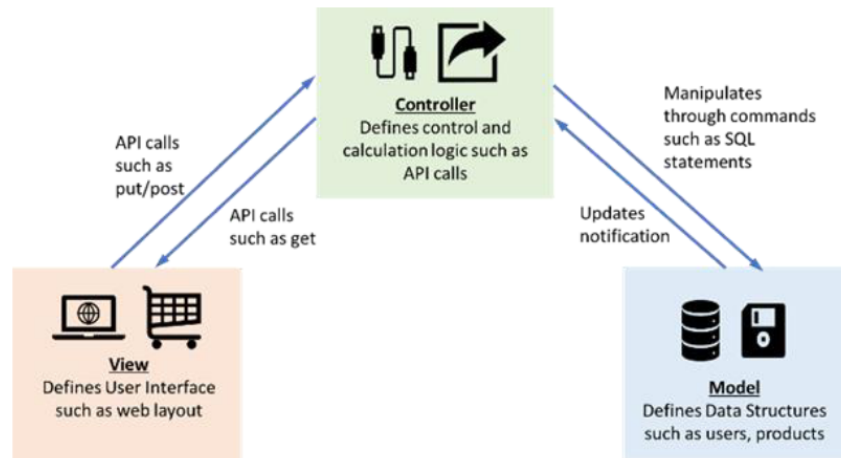 Controller
Defines control and
calculation logic such as
API calls
API calls
such as
put/post
API calls
such as get
Manipulates
through commands
such as SQL
statements
Updates
notification
View
Defines User Interface
such as web layout
Model
Defines Data Structures
such as users, products